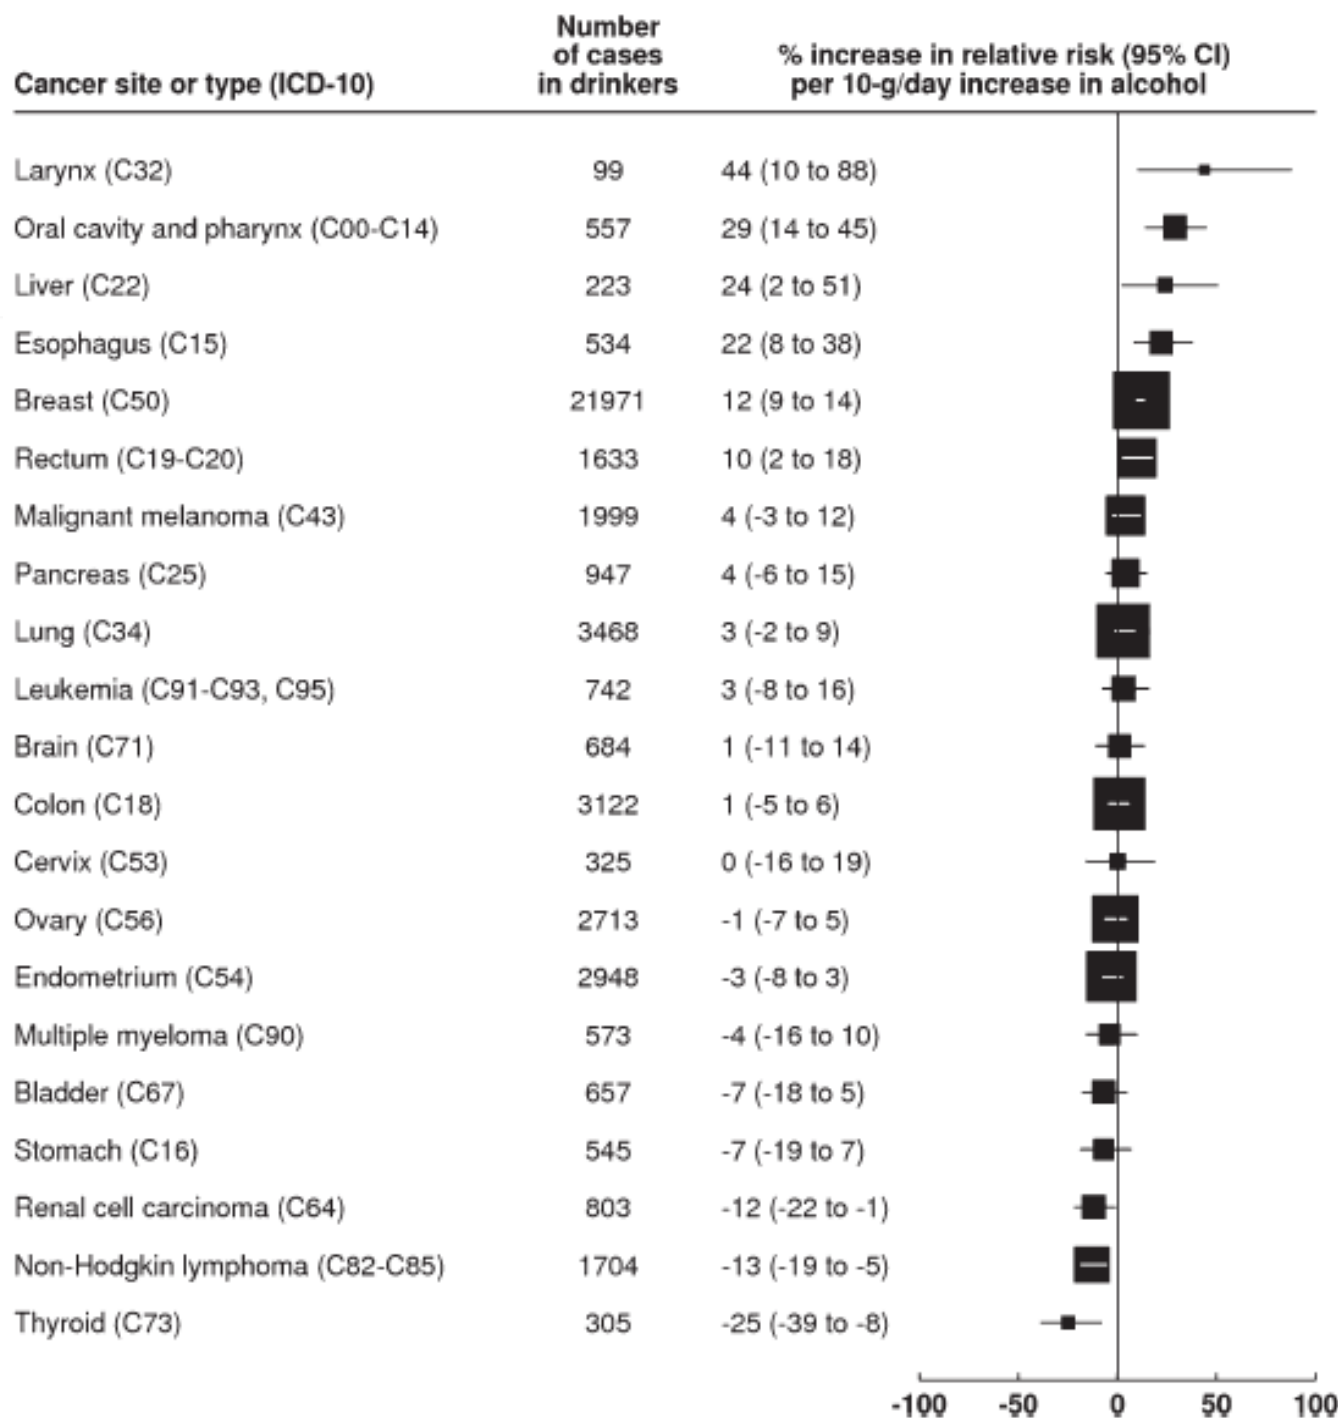 Number
of cases
in drinkers
% increase in relative risk (95% CI)
per 10-g/day increase in alcohol
Cancer site or type (ICD-10)
Larynx (C32) 99 44 (10 to 88)
Oral cavity and pharynx (C00-C14) 557 29 (14 to 45)
Liver (C22) 223 24 (2 to 51)
Esophagus (C15) 534 22 (8 to 38)
Breast (C50) 21971 12 (9 to 14)
Rectum (C19-C20) 1633 10 (2 to 18)
Malignant melanoma (C43) 1999 4 (-3 to 12)
Pancreas (C25) 947 4 (-6 to 15)
Lung (C34) 3468 3 (-2 to 9)
Leukemia (C91-C93, C95) 742 3 (-8 to 16)
Brain (C71) 684 1 (-11 to 14)
Colon (C18) 3122 1 (-5 to 6)
Cervix (C53) 325 0 (-16 to 19)
Ovary (C56) 2713 -1 (-7 to 5)
Endometrium (C54) 2948 -3 (-8 to 3)
Multiple myeloma (C90) 573 -4 (-16 to 10)
Bladder (C67) 657 -7 (-18 to 5)
Stomach (C16) 545 -7 (-19 to 7)
Renal cell carcinoma (C64) 803 -12 (-22 to -1)
Non-Hodgkin lymphoma (C82-C85) 1704 -13 (-19 to -5)
Thyroid (C73) 305 -25 (-39 to -8)
-100 -50 0 50 100